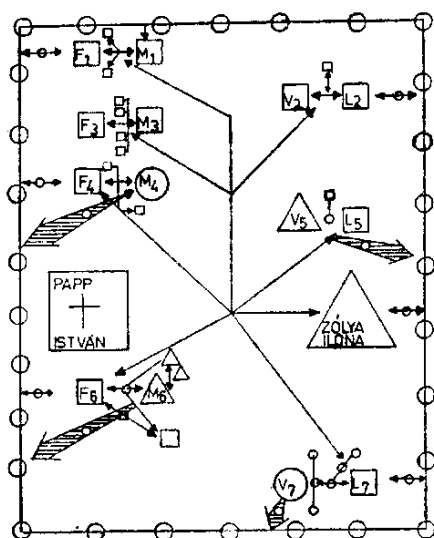 F₁ M₁
V₂ L₂
F₃ M₃
F₄ M₄
V₅ L₅
PAPP
ISTVÁN
ZÓLYA
ILONA
F₆ M₆
V₇ L₇